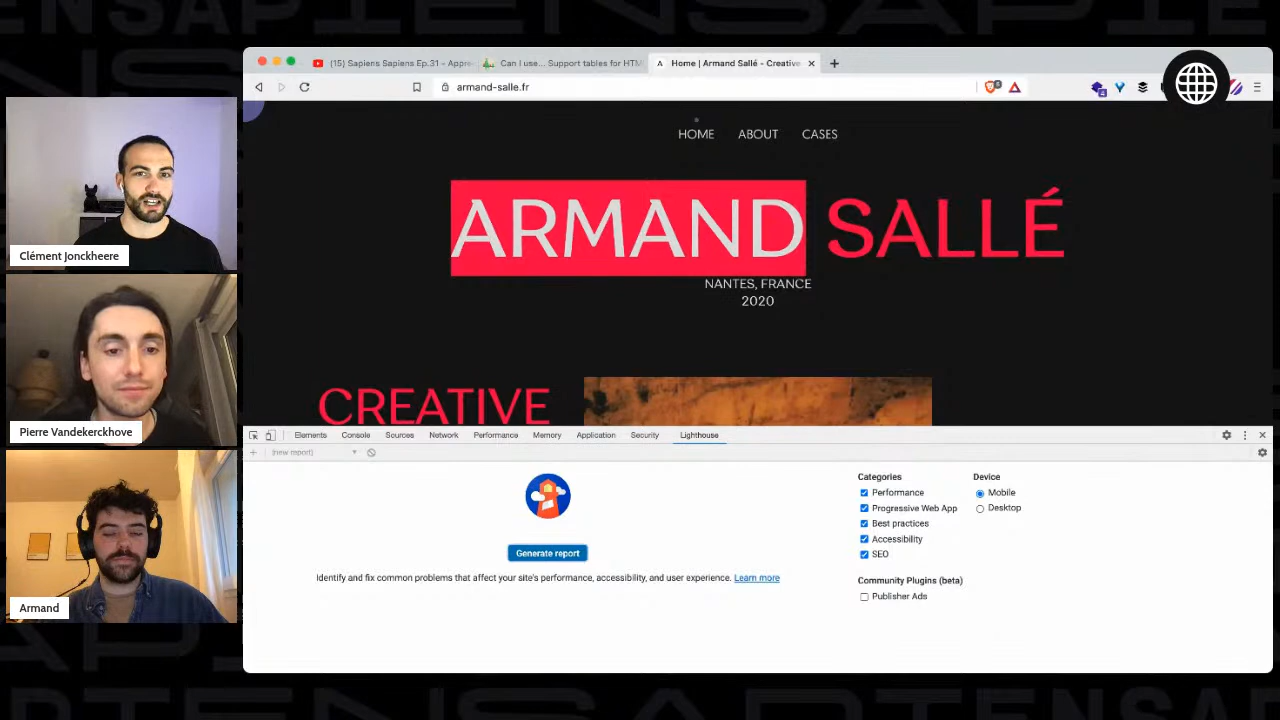 (15) Sapiens Sapiens Ep.31 - Appre
Can I use... Support tables for HTM
Home | Armand Sallé - Creative
armand-salle.fr
HOME ABOUT CASES
ARMAND SALLÉ
NANTES, FRANCE
2020
CREATIVE
Clément Jonckheere
Pierre Vandekerckhove
Armand
Elements Console Sources Network Performance Memory Application Security Lighthouse
(new report)
Generate report
Identify and fix common problems that affect your site's performance, accessibility, and user experience. Learn more
Categories
Performance
Progressive Web App
Best practices
Accessibility
SEO
Community Plugins (beta)
Publisher Ads
Device
Mobile
Desktop